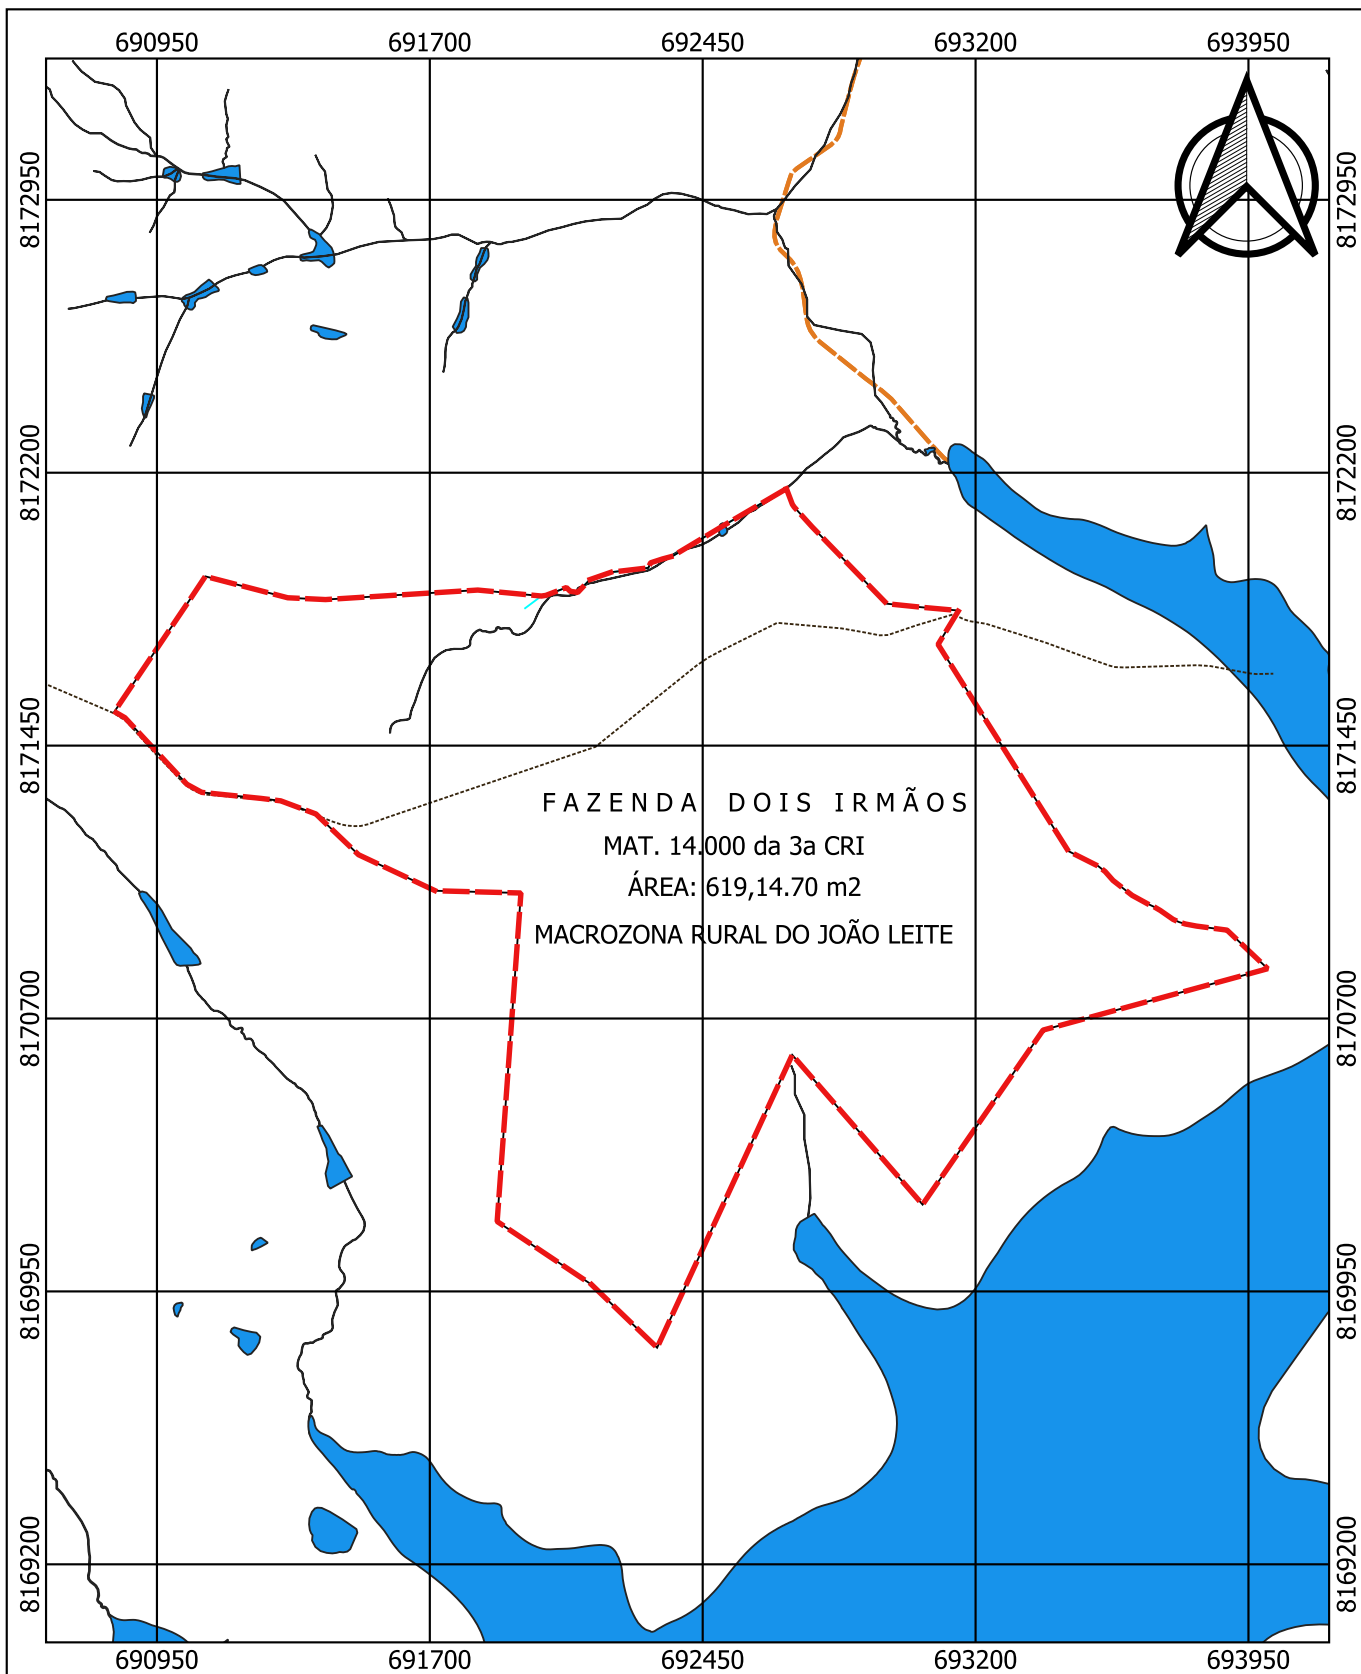 690950 691700 692450 693200 693950
8172950 8172950
8172200 8172200
8171450 8171450
FAZENDA DOIS IRMÃOS
MAT. 14.000 da 3a CRI
ÁREA: 619,14.70 m2
MACROZONA RURAL DO JOÃO LEITE
8170700 8170700
8169950 8169950
8169200 8169200
690950 691700 692450 693200 693950